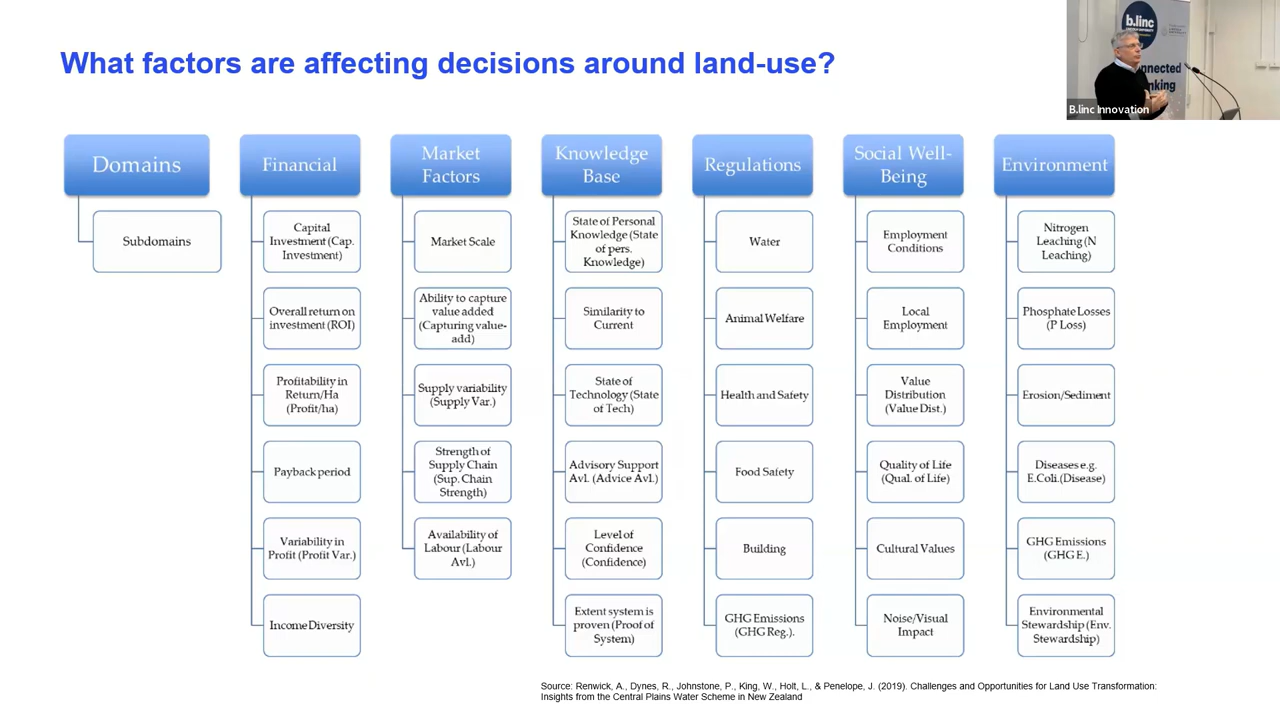 What factors are affecting decisions around land-use?
b.linc
nnected
nking
B.linc Innovation
Domains
Subdomains
Financial
Capital
Investment (Cap.
Investment)
Overall return on
investment (ROI)
Profitability in
Return/Ha
(Profit/ha)
Payback period
Variability in
Profit (Profit Var.)
Income Diversity
Market
Factors
Market Scale
Ability to capture
value added
(Capturing value-
add)
Supply variability
(Supply Var.)
Strength of
Supply Chain
(Sup. Chain
Strength)
Availability of
Labour (Labour
Avl.)
Knowledge
Base
State of Personal
Knowledge (State
of pers.
Knowledge)
Similarity to
Current
State of
Technology (State
of Tech)
Advisory Support
Avl. (Advice Avl.)
Level of
Confidence
(Confidence)
Extent system is
proven (Proof of
System)
Regulations
Water
Animal Welfare
Health and Safety
Food Safety
Building
GHG Emissions
(GHG Reg.).
Social Well-
Being
Employment
Conditions
Local
Employment
Value
Distribution
(Value Dist.)
Quality of Life
(Qual. of Life)
Cultural Values
Noise/Visual
Impact
Environment
Nitrogen
Leaching (N
Leaching)
Phosphate Losses
(P Loss)
Erosion/Sediment
Diseases e.g.
E.Coli.(Disease)
GHG Emissions
(GHG E.)
Environmental
Stewardship (Env.
Stewardship)
Source: Renwick, A., Dynes, R., Johnstone, P., King, W., Holt, L., & Penelope, J. (2019). Challenges and Opportunities for Land Use Transformation:
Insights from the Central Plains Water Scheme in New Zealand